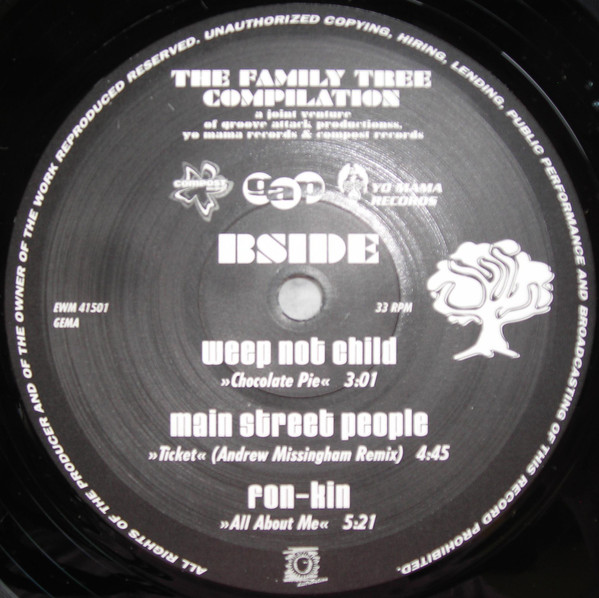 ALL RIGHTS OF THE PRODUCER AND OF THE OWNER OF THE WORK REPRODUCED RESERVED. UNAUTHORIZED COPYING, HIRING, LENDING, PUBLIC PERFORMANCE AND BROADCASTING OF THIS RECORD PROHIBITED.
THE FAMILY TREE
COMPILATION
a joint venture
of groove attack productionss,
yo mama records & compost records
compost
gap
YO MAMA
RECORDS
BSIDE
EWM 41501
GEMA
33 RPM
weep not child
»Chocolate Pie« 3:01
main street people
»Ticket« (Andrew Missingham Remix) 4:45
fon-kin
»All About Me« 5:21